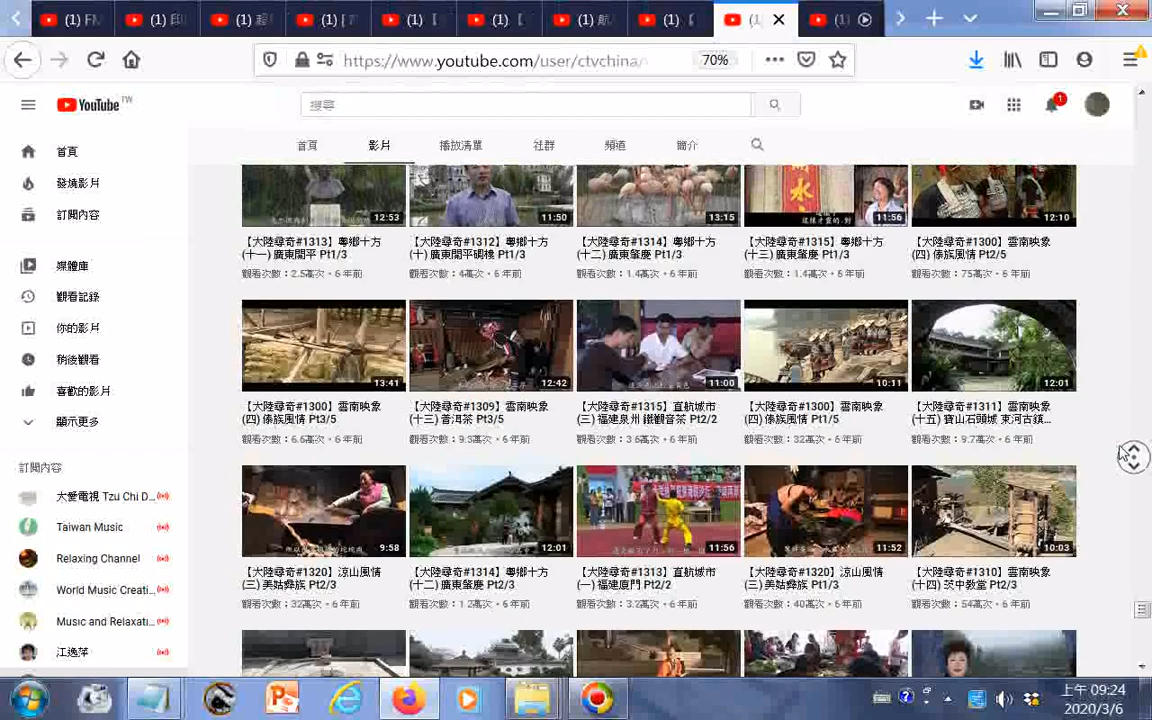 (1) FM
(1) 印
(1) 超
(1) [
(1)
(1)
(1) 航
(1)
(1)
(1)
https://www.youtube.com/user/ctvchina/
70%
YouTube TW
搜尋
1
首頁
影片
播放清單
社群
頻道
簡介
首頁
發燒影片
訂閱內容
媒體庫
觀看記錄
你的影片
稍後觀看
喜歡的影片
顯示更多
訂閱內容
大愛電視 Tzu Chi D...
Taiwan Music
Relaxing Channel
World Music Creati...
Music and Relaxati...
江逸萍
12:53
11:50
13:15
11:56
12:10
【大陸尋奇#1313】粵鄉十方
(十一) 廣東開平 Pt1/3
觀看次數：2.5萬次・6 年前
【大陸尋奇#1312】粵鄉十方
(十) 廣東開平碉樓 Pt1/3
觀看次數：4萬次・6 年前
【大陸尋奇#1314】粵鄉十方
(十二) 廣東肇慶 Pt1/3
觀看次數：1.4萬次・6 年前
【大陸尋奇#1315】粵鄉十方
(十三) 廣東肇慶 Pt1/3
觀看次數：1.4萬次・6 年前
【大陸尋奇#1300】雲南映象
(四) 傣族風情 Pt2/5
觀看次數：75萬次・6 年前
13:41
12:42
11:00
10:11
12:01
【大陸尋奇#1300】雲南映象
(四) 傣族風情 Pt3/5
觀看次數：6.6萬次・6 年前
【大陸尋奇#1309】雲南映象
(十三) 普洱茶 Pt3/5
觀看次數：9.3萬次・6 年前
【大陸尋奇#1315】直航城市
(三) 福建泉州 鐵觀音茶 Pt2/2
觀看次數：3.6萬次・6 年前
【大陸尋奇#1300】雲南映象
(四) 傣族風情 Pt1/5
觀看次數：32萬次・6 年前
【大陸尋奇#1311】雲南映象
(十五) 寶山石頭城 束河古鎮...
觀看次數：9.7萬次・6 年前
9:58
12:01
11:56
11:52
10:03
【大陸尋奇#1320】涼山風情
(三) 美姑彝族 Pt2/3
觀看次數：32萬次・6 年前
【大陸尋奇#1314】粵鄉十方
(十二) 廣東肇慶 Pt2/3
觀看次數：1.2萬次・6 年前
【大陸尋奇#1313】直航城市
(一) 福建廈門 Pt2/2
觀看次數：3.2萬次・6 年前
【大陸尋奇#1320】涼山風情
(三) 美姑彝族 Pt1/3
觀看次數：40萬次・6 年前
【大陸尋奇#1310】雲南映象
(十四) 茨中教堂 Pt2/3
觀看次數：54萬次・6 年前
上午 09:24
2020/3/6